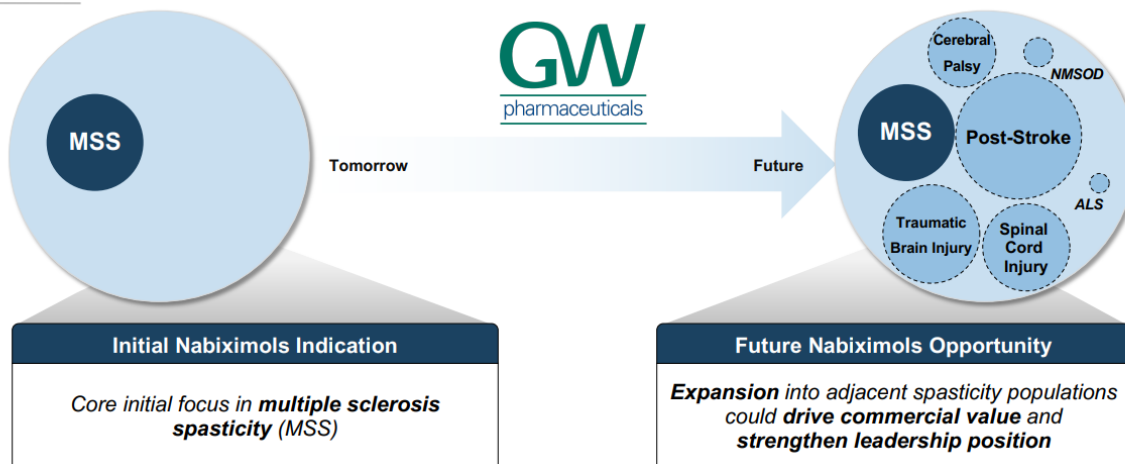 MSS
GW
pharmaceuticals
Tomorrow
Future
Cerebral
Palsy
NMSOD
MSS
Post-Stroke
ALS
Traumatic
Brain Injury
Spinal
Cord
Injury
Initial Nabiximols Indication
Core initial focus in multiple sclerosis
spasticity (MSS)
Future Nabiximols Opportunity
Expansion into adjacent spasticity populations
could drive commercial value and
strengthen leadership position